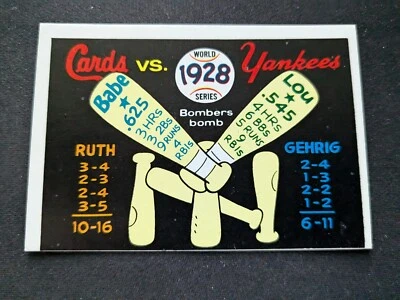 Cards vs. Yankees
WORLD
1928
SERIES
Bombers
bomb
Babe
.625
3 HRS
3 2BS
9 RUNS
4
RBIs
Lou
.545
4 HRS
6 BBS
5 RUNS
9
RBIs
RUTH
3-4
2-3
2-4
3-5
10-16
GEHRIG
2-4
1-3
2-2
1-2
6-11